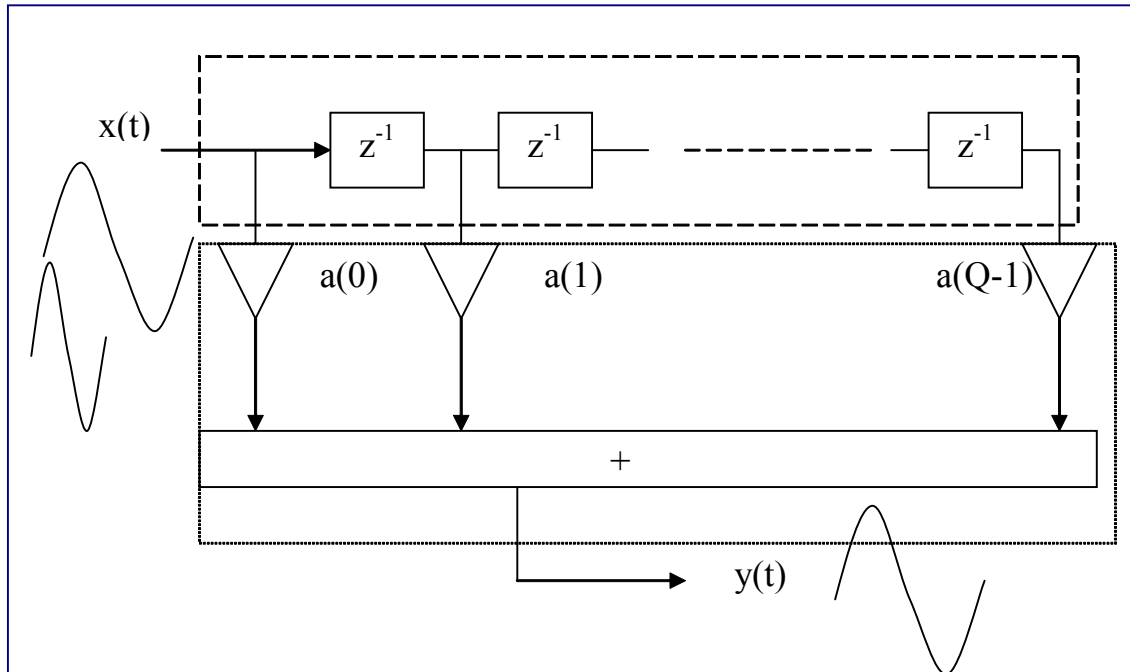 x(t)
z⁻¹ z⁻¹ z⁻¹
a(0) a(1) a(Q-1)
+
y(t)